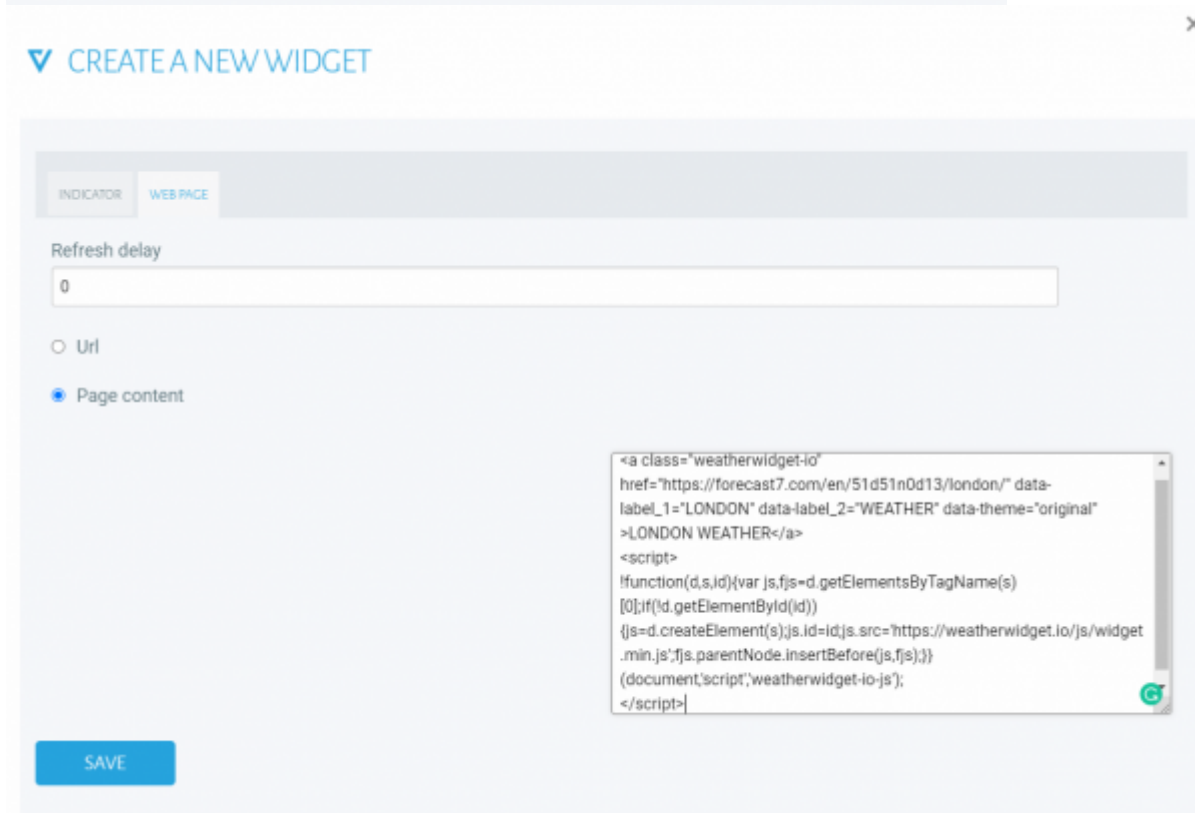 CREATE A NEW WIDGET
INDICATOR WEB PAGE
Refresh delay
0
Url
Page content
<a class="weatherwidget-io"
href="https://forecast7.com/en/51d51n0d13/london/" data-
label_1="LONDON" data-label_2="WEATHER" data-theme="original"
>LONDON WEATHER</a>
<script>
!function(d,s,id){var js,fjs=d.getElementsByTagName(s)
[0];if(!d.getElementById(id))
{js=d.createElement(s);js.id=id;js.src='https://weatherwidget.io/js/widget
.min.js';fjs.parentNode.insertBefore(js,fjs);}}
(document,'script','weatherwidget-io-js');
</script>
SAVE